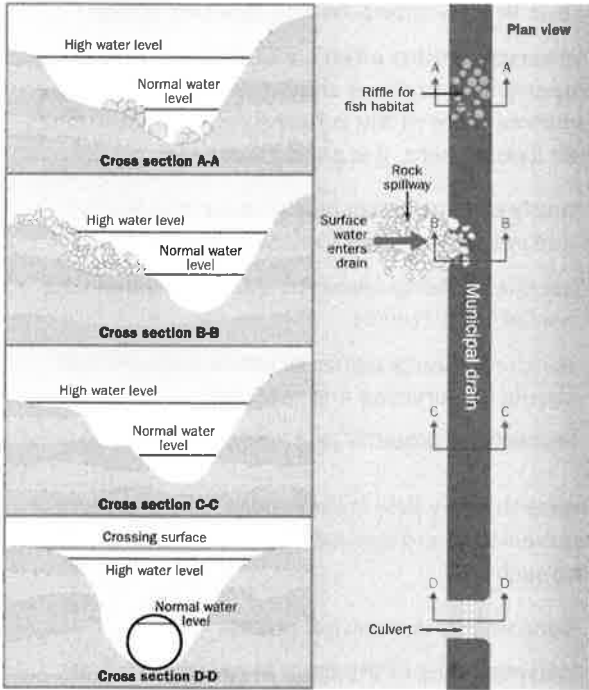 High water level
Normal water
level
Cross section A-A
High water level
Normal water
level
Cross section B-B
High water level
Normal water
level
Cross section C-C
Crossing surface
High water level
Normal water
level
Cross section D-D
Plan view
A
A
Riffle for
fish habitat
Rock
spillway
Surface
water
enters
drain
B
B
Municipal drain
C
C
D
D
Culvert